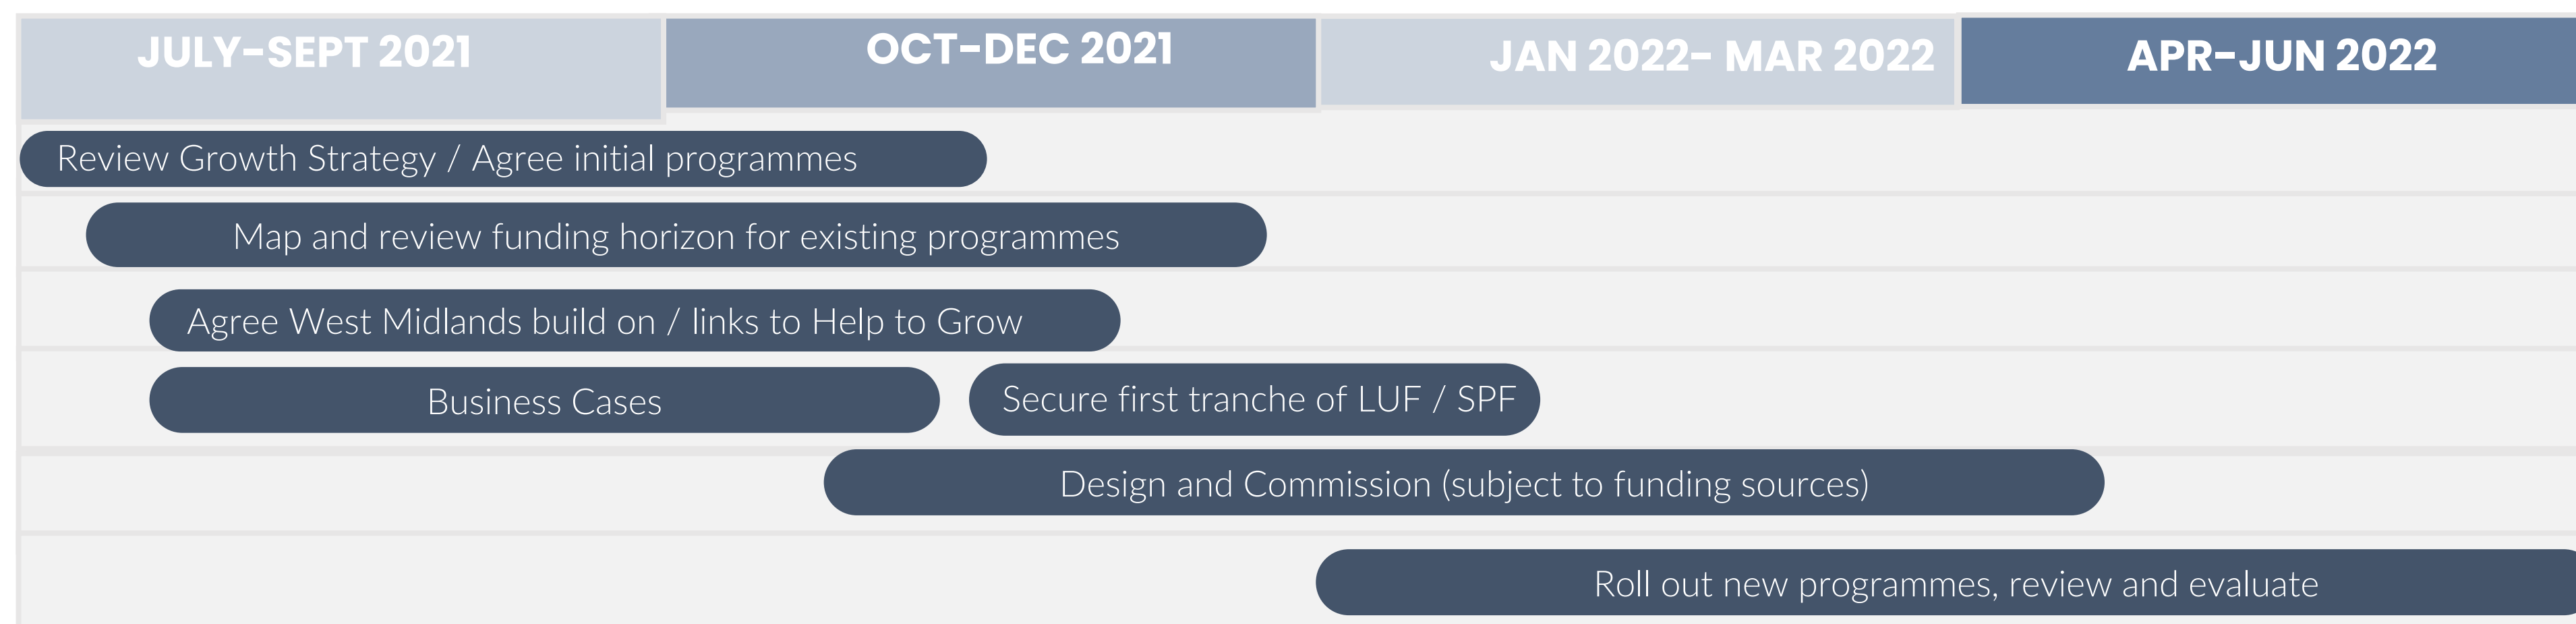 JULY-SEPT 2021
OCT-DEC 2021
JAN 2022- MAR 2022
APR-JUN 2022
Review Growth Strategy / Agree initial programmes
Map and review funding horizon for existing programmes
Agree West Midlands build on / links to Help to Grow
Business Cases
Secure first tranche of LUF / SPF
Design and Commission (subject to funding sources)
Roll out new programmes, review and evaluate